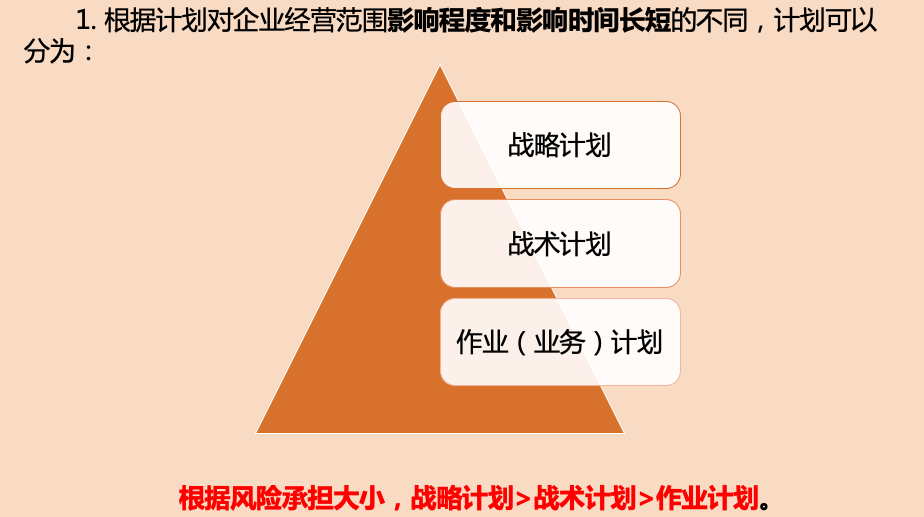 1. 根据计划对企业经营范围影响程度和影响时间长短的不同，计划可以
分为：
战略计划
战术计划
作业（业务）计划
根据风险承担大小，战略计划>战术计划>作业计划。